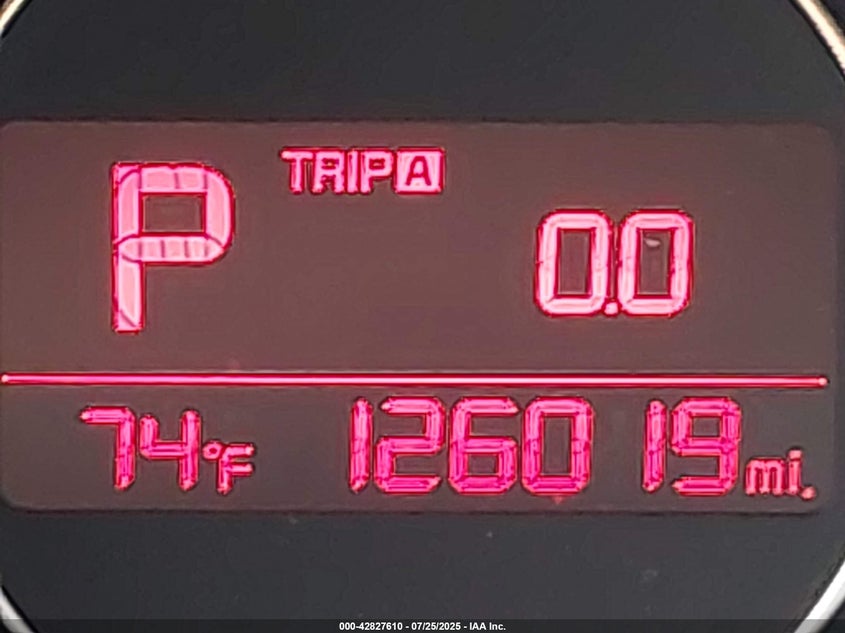 P TRIP A
0.0
74°F 126019 mi.
000-42827610 - 07/25/2025 - IAA Inc.